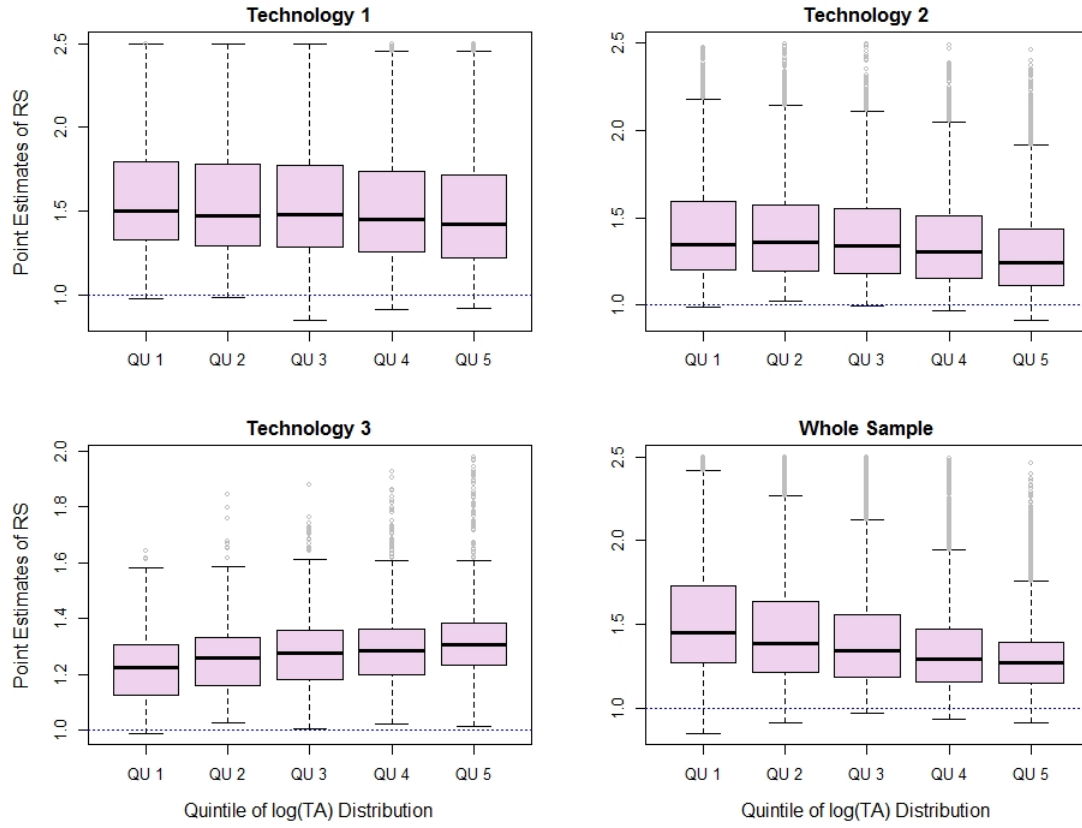 Technology 1
Point Estimates of RS
2.5
2.0
1.5
1.0
QU 1 QU 2 QU 3 QU 4 QU 5
Technology 2
2.5
2.0
1.5
1.0
QU 1 QU 2 QU 3 QU 4 QU 5
Technology 3
Point Estimates of RS
2.0
1.8
1.6
1.4
1.2
1.0
QU 1 QU 2 QU 3 QU 4 QU 5
Quintile of log(TA) Distribution
Whole Sample
2.5
2.0
1.5
1.0
QU 1 QU 2 QU 3 QU 4 QU 5
Quintile of log(TA) Distribution